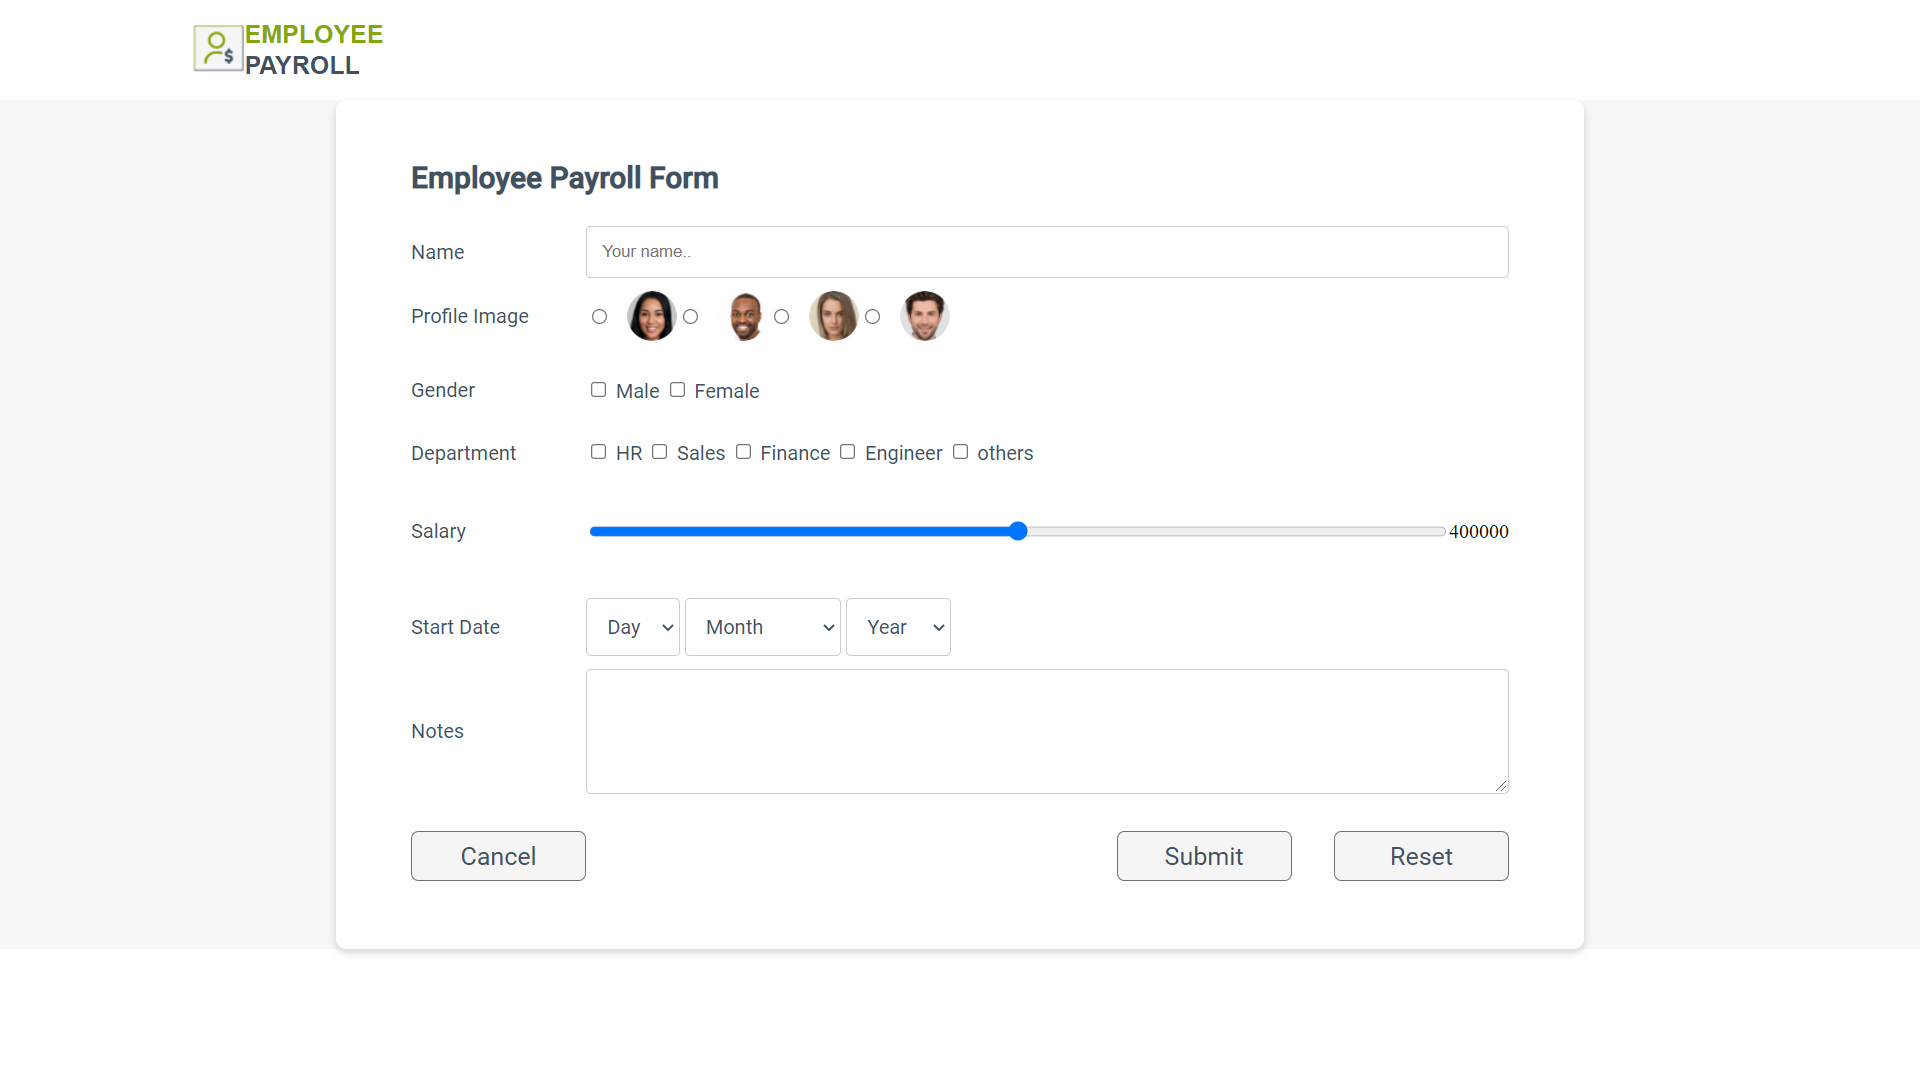 EMPLOYEE
PAYROLL
Employee Payroll Form
Name Your name..
Profile Image
Gender Male Female
Department HR Sales Finance Engineer others
Salary 400000
Start Date Day Month Year
Notes
Cancel Submit Reset